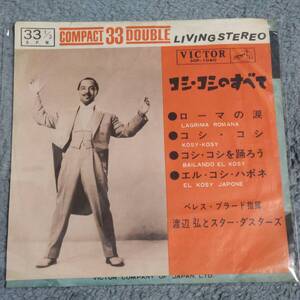 33 1/3
COMPACT 33 DOUBLE
LIVING STEREO
VICTOR
コシ・コシのすべて
●ローマの涙
LAGRIMA ROMANA
●コシ・コシ
KOSY-KOSY
●コシ・コシを踊ろう
BAILANDO EL KOSY
●エル・コシ・ハポネ
EL KOSY JAPONE
ペレス・プラード指揮
渡辺 弘とスター・ダスターズ
VICTOR COMPANY OF JAPAN, LTD.